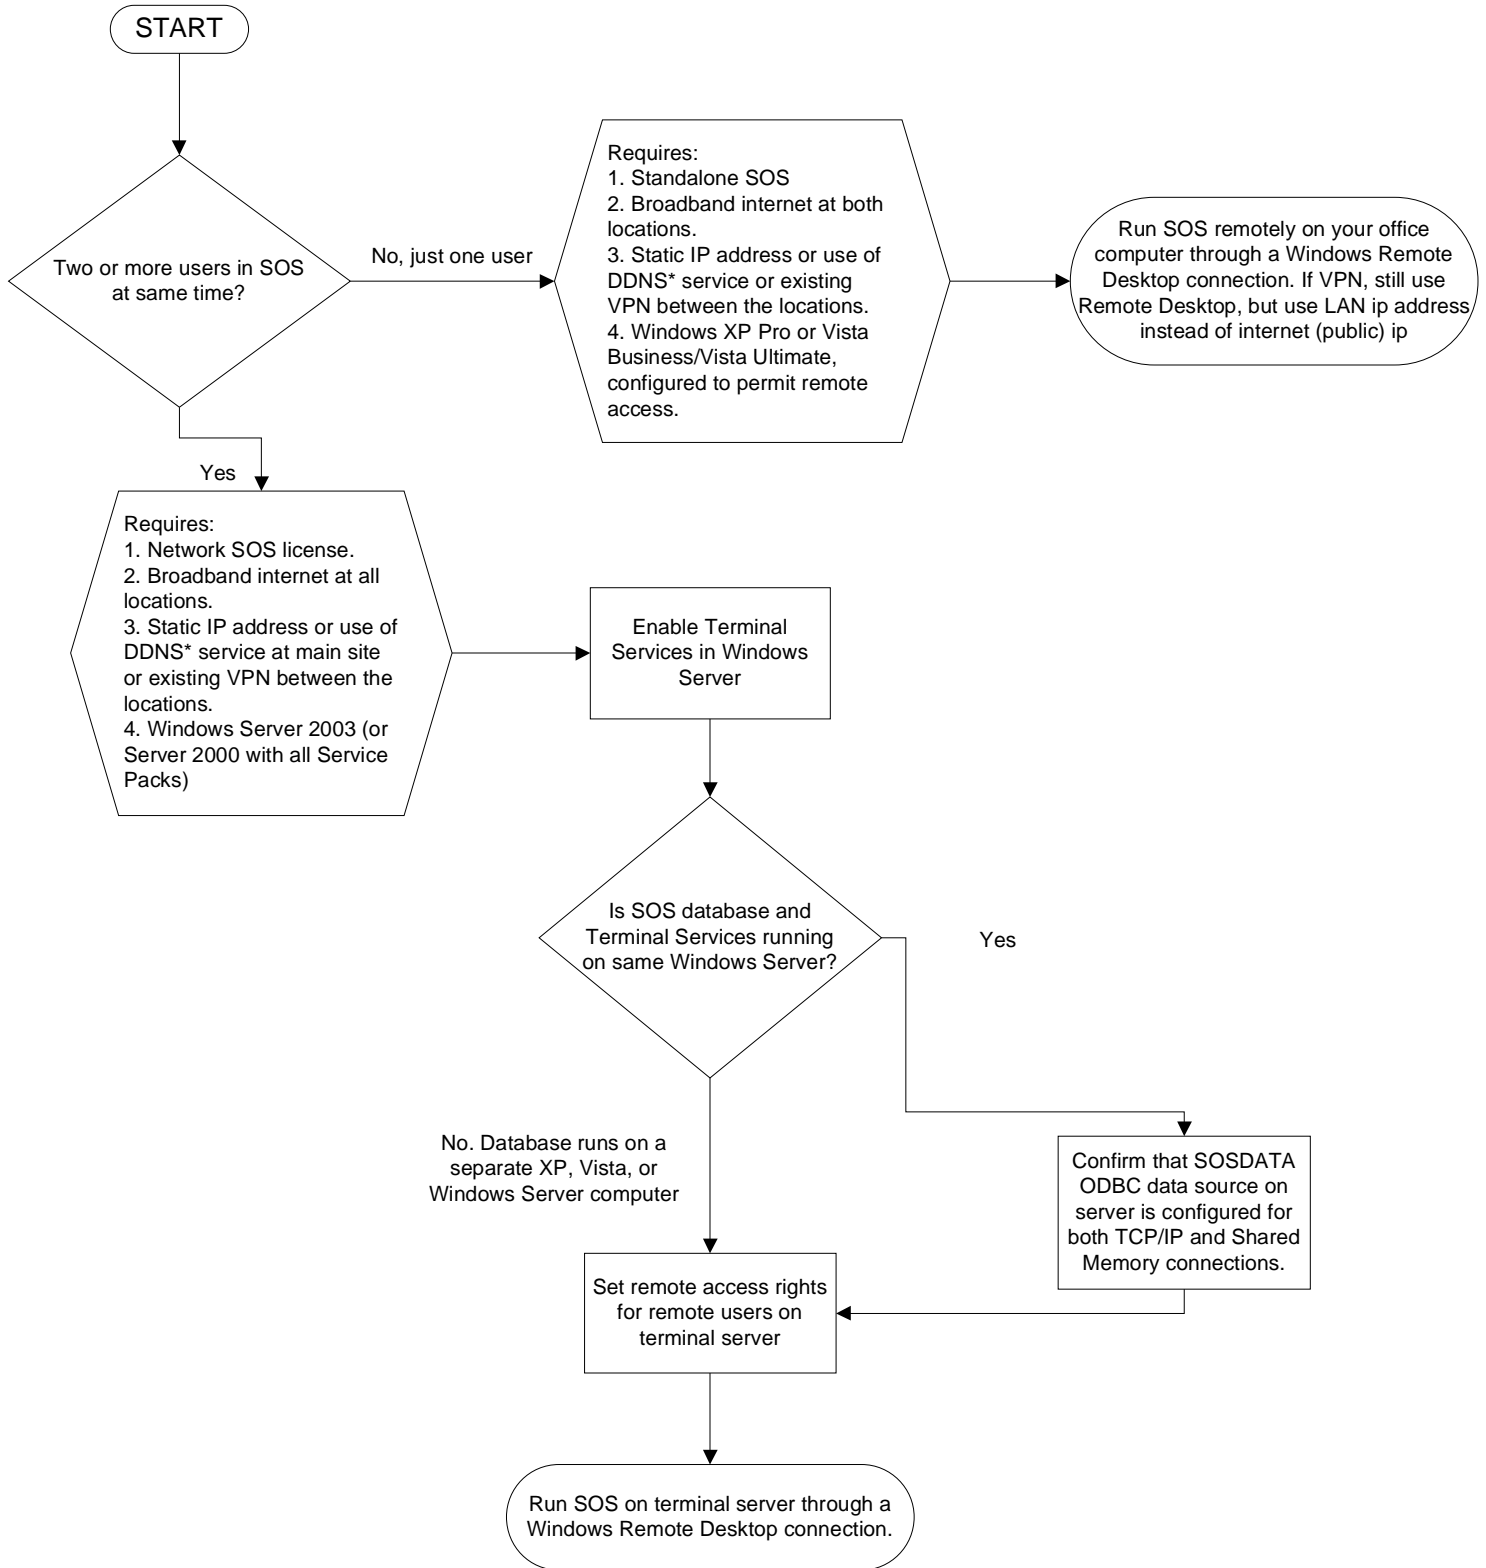 START
Two or more users in SOS
at same time?
No, just one user
Requires:
1. Standalone SOS
2. Broadband internet at both
locations.
3. Static IP address or use of
DDNS* service or existing
VPN between the locations.
4. Windows XP Pro or Vista
Business/Vista Ultimate,
configured to permit remote
access.
Run SOS remotely on your office
computer through a Windows Remote
Desktop connection. If VPN, still use
Remote Desktop, but use LAN ip address
instead of internet (public) ip
Yes
Requires:
1. Network SOS license.
2. Broadband internet at all
locations.
3. Static IP address or use of
DDNS* service at main site
or existing VPN between the
locations.
4. Windows Server 2003 (or
Server 2000 with all Service
Packs)
Enable Terminal
Services in Windows
Server
Is SOS database and
Terminal Services running
on same Windows Server?
Yes
No. Database runs on a
separate XP, Vista, or
Windows Server computer
Confirm that SOSDATA
ODBC data source on
server is configured for
both TCP/IP and Shared
Memory connections.
Set remote access rights
for remote users on
terminal server
Run SOS on terminal server through a
Windows Remote Desktop connection.